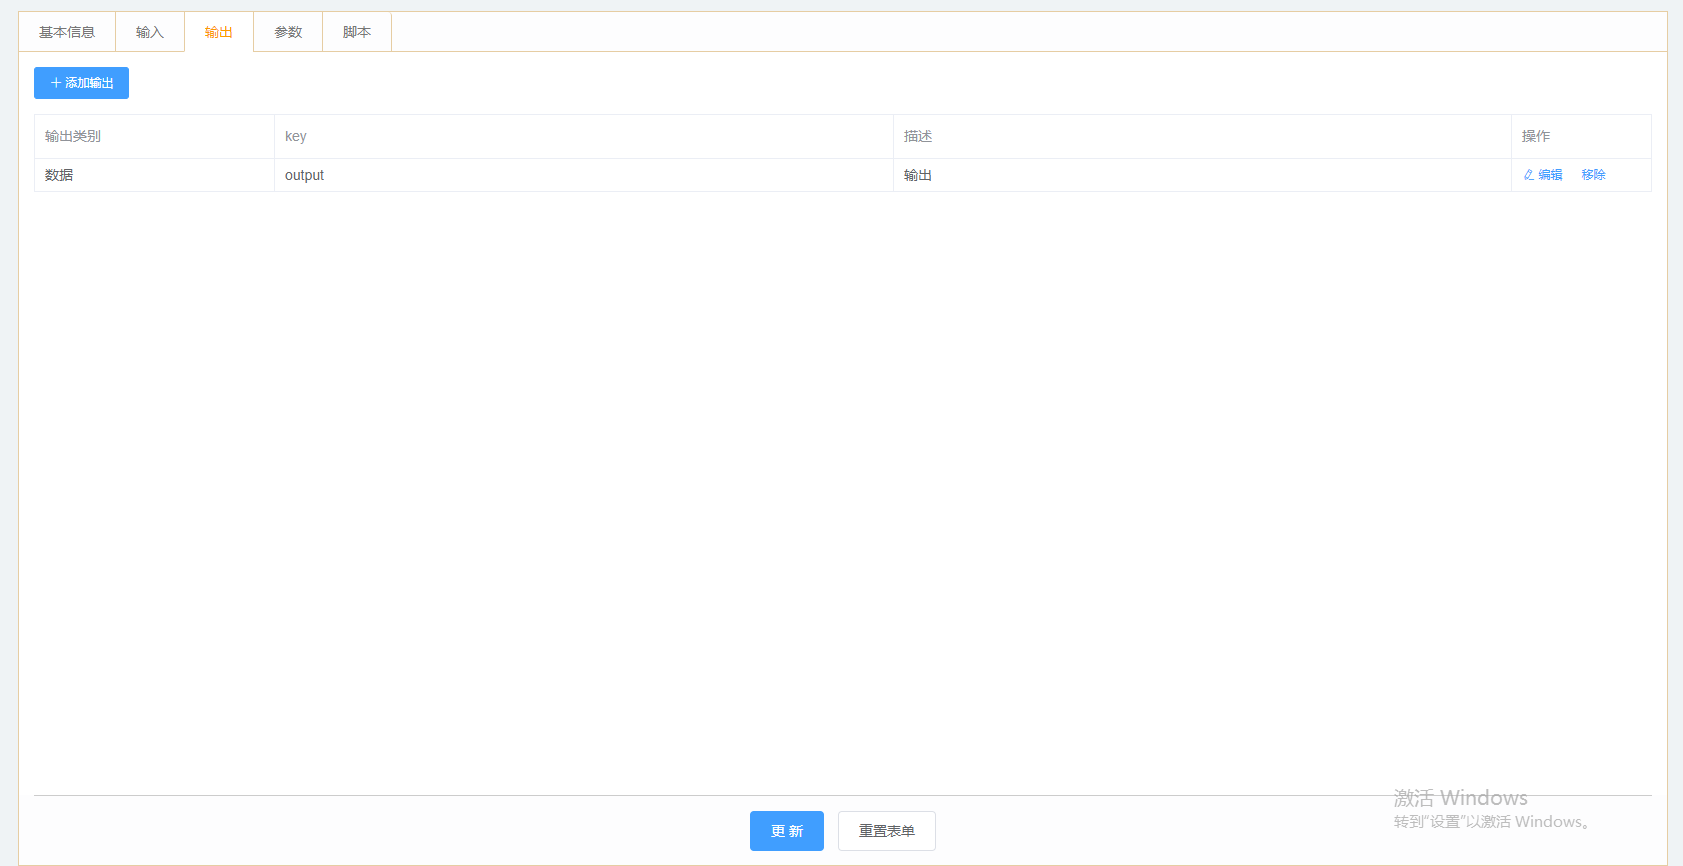 基本信息 输入 输出 参数 脚本
添加输出
输出类别 key 描述 操作
数据 output 输出 编辑 移除
激活 Windows
转到“设置”以激活 Windows。
更 新 重置表单